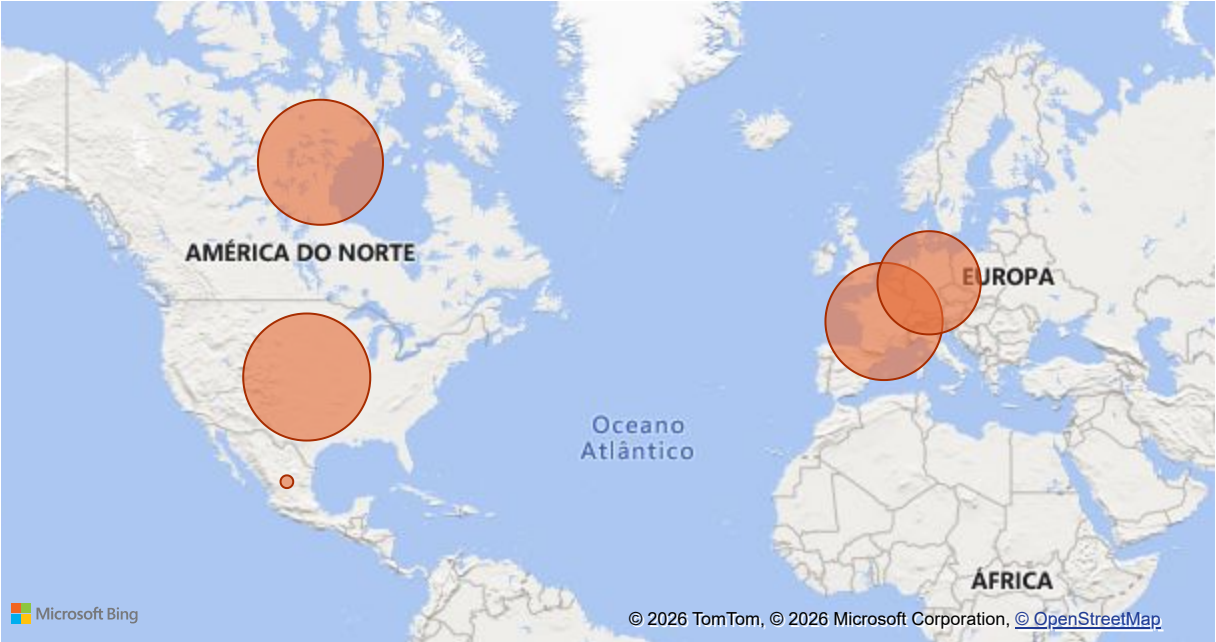 AMÉRICA DO NORTE
EUROPA
Oceano
Atlântico
ÁFRICA
Microsoft Bing
© 2026 TomTom, © 2026 Microsoft Corporation, © OpenStreetMap